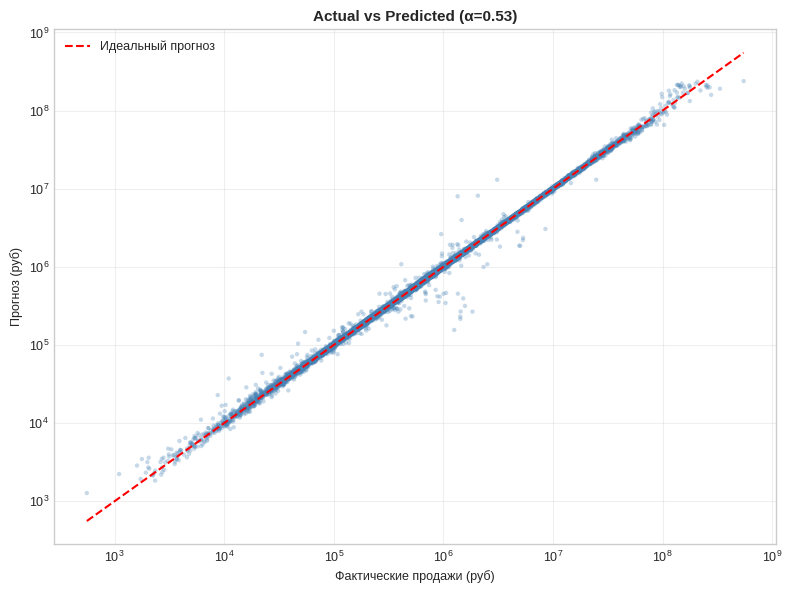 Actual vs Predicted (α=0.53)
Идеальный прогноз
Прогноз (руб)
10⁹
10⁸
10⁷
10⁶
10⁵
10⁴
10³
10³ 10⁴ 10⁵ 10⁶ 10⁷ 10⁸ 10⁹
Фактические продажи (руб)